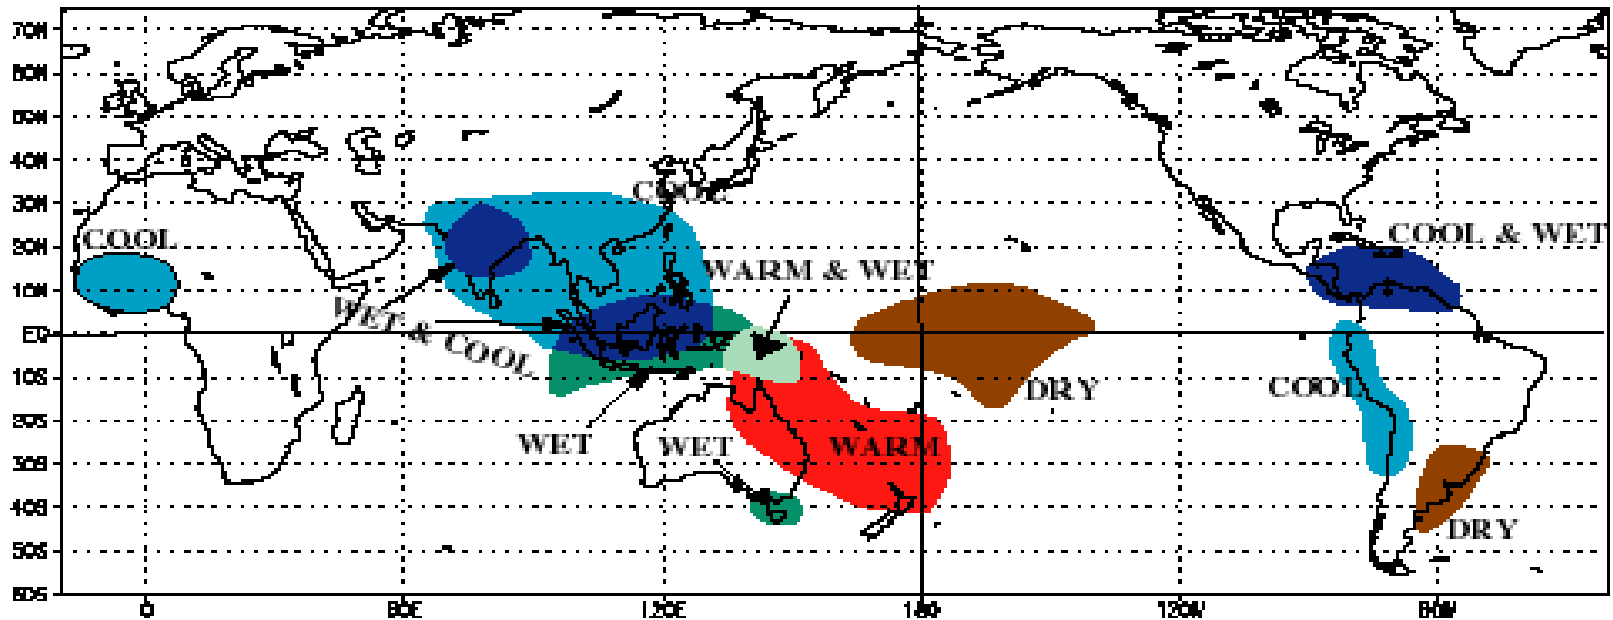 70N
60N
50N
40N
30N
20N
10N
EQ
10S
20S
30S
40S
50S
60S
COOL
COOL
COOL & WET
WARM & WET
WET & COOL
DRY
COOL
WET
WET
WARM
DRY
0
60E
120E
180
120W
60W